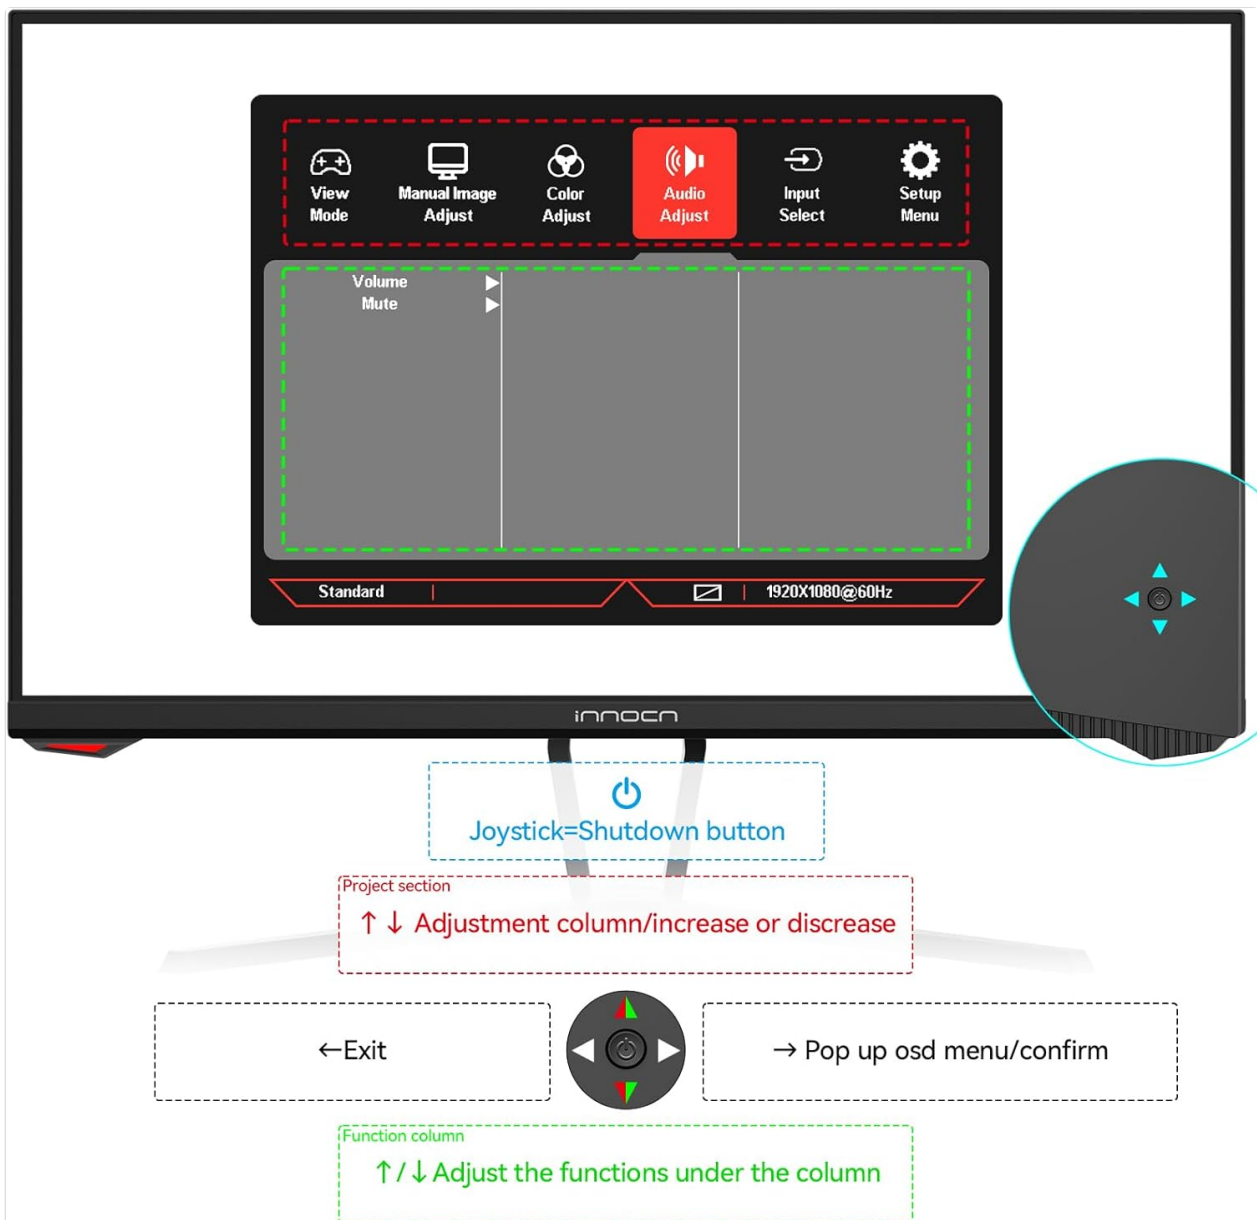 View
Mode
Manual Image
Adjust
Color
Adjust
Audio
Adjust
Input
Select
Setup
Menu
Volume
Mute
Standard
1920X1080@60Hz
innocn
Joystick=Shutdown button
Project section
↑ ↓ Adjustment column/increase or discrease
←Exit
→ Pop up osd menu/confirm
Function column
↑/↓ Adjust the functions under the column